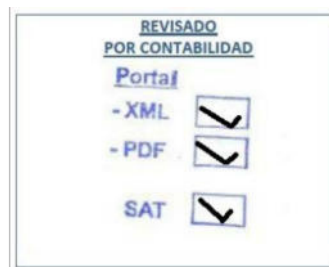 REVISADO
POR CONTABILIDAD
Portal
- XML
- PDF
SAT